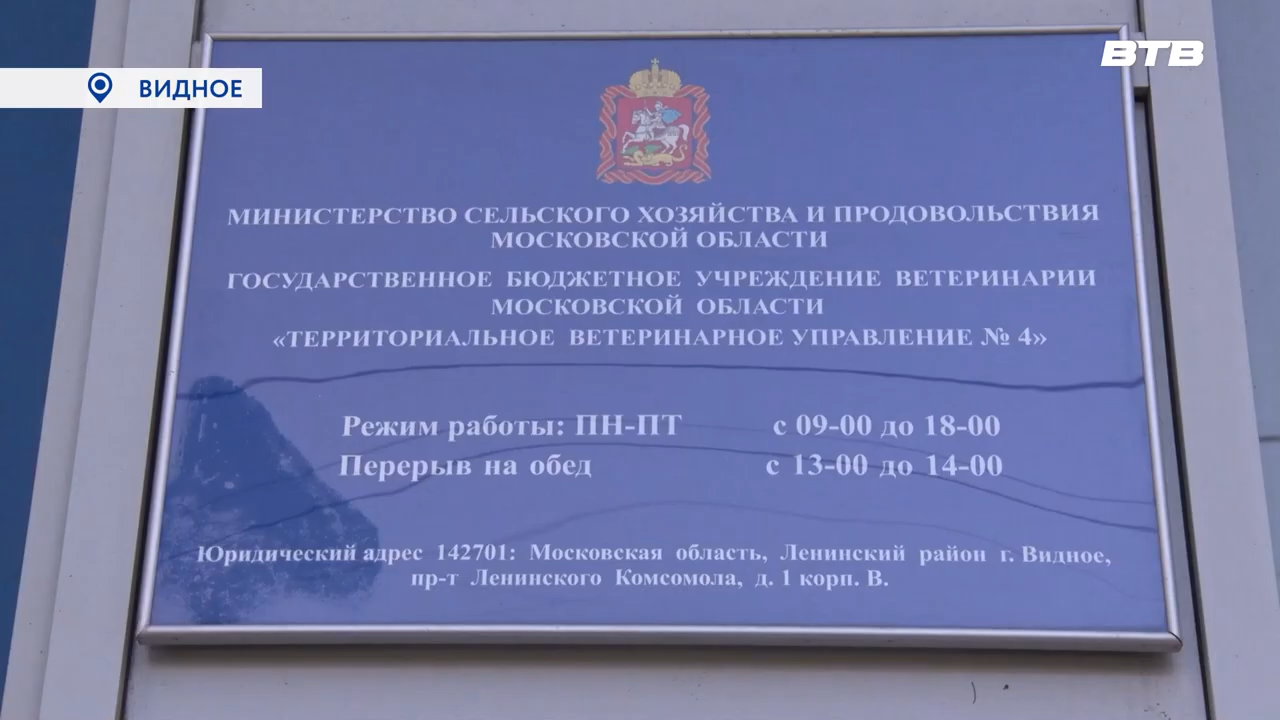 ВТВ
ВИДНОЕ
МИНИСТЕРСТВО СЕЛЬСКОГО ХОЗЯЙСТВА И ПРОДОВОЛЬСТВИЯ
МОСКОВСКОЙ ОБЛАСТИ
ГОСУДАРСТВЕННОЕ БЮДЖЕТНОЕ УЧРЕЖДЕНИЕ ВЕТЕРИНАРИИ
МОСКОВСКОЙ ОБЛАСТИ
«ТЕРРИТОРИАЛЬНОЕ ВЕТЕРИНАРНОЕ УПРАВЛЕНИЕ № 4»
Режим работы: ПН-ПТ с 09-00 до 18-00
Перерыв на обед с 13-00 до 14-00
Юридический адрес 142701: Московская область, Ленинский район г. Видное,
пр-т Ленинского Комсомола, д. 1 корп. В.